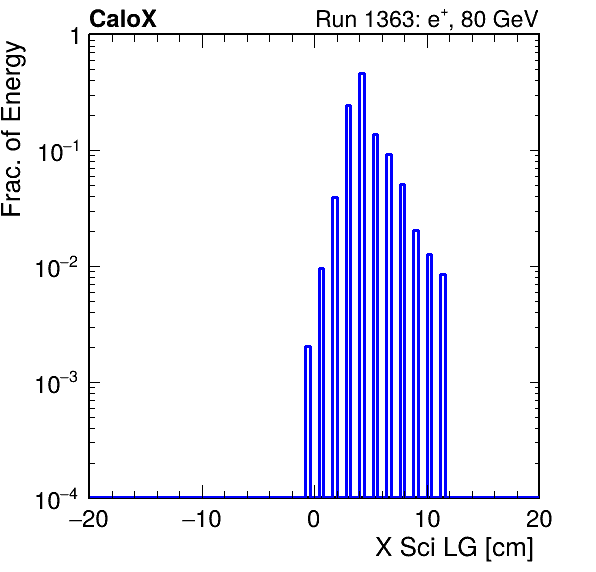 CaloX Run 1363: e⁺, 80 GeV
Frac. of Energy
1
10⁻¹
10⁻²
10⁻³
10⁻⁴
−20 −10 0 10 20
X Sci LG [cm]